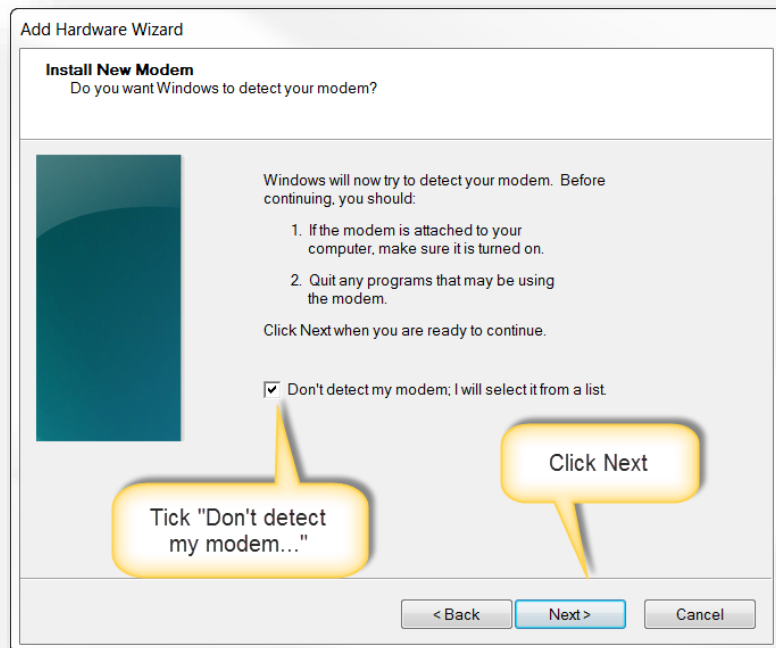 Add Hardware Wizard
Install New Modem
Do you want Windows to detect your modem?
Windows will now try to detect your modem. Before
continuing, you should:
1. If the modem is attached to your
computer, make sure it is turned on.
2. Quit any programs that may be using
the modem.
Click Next when you are ready to continue.
Don't detect my modem; I will select it from a list.
Click Next
Tick "Don't detect
my modem..."
< Back
Next >
Cancel